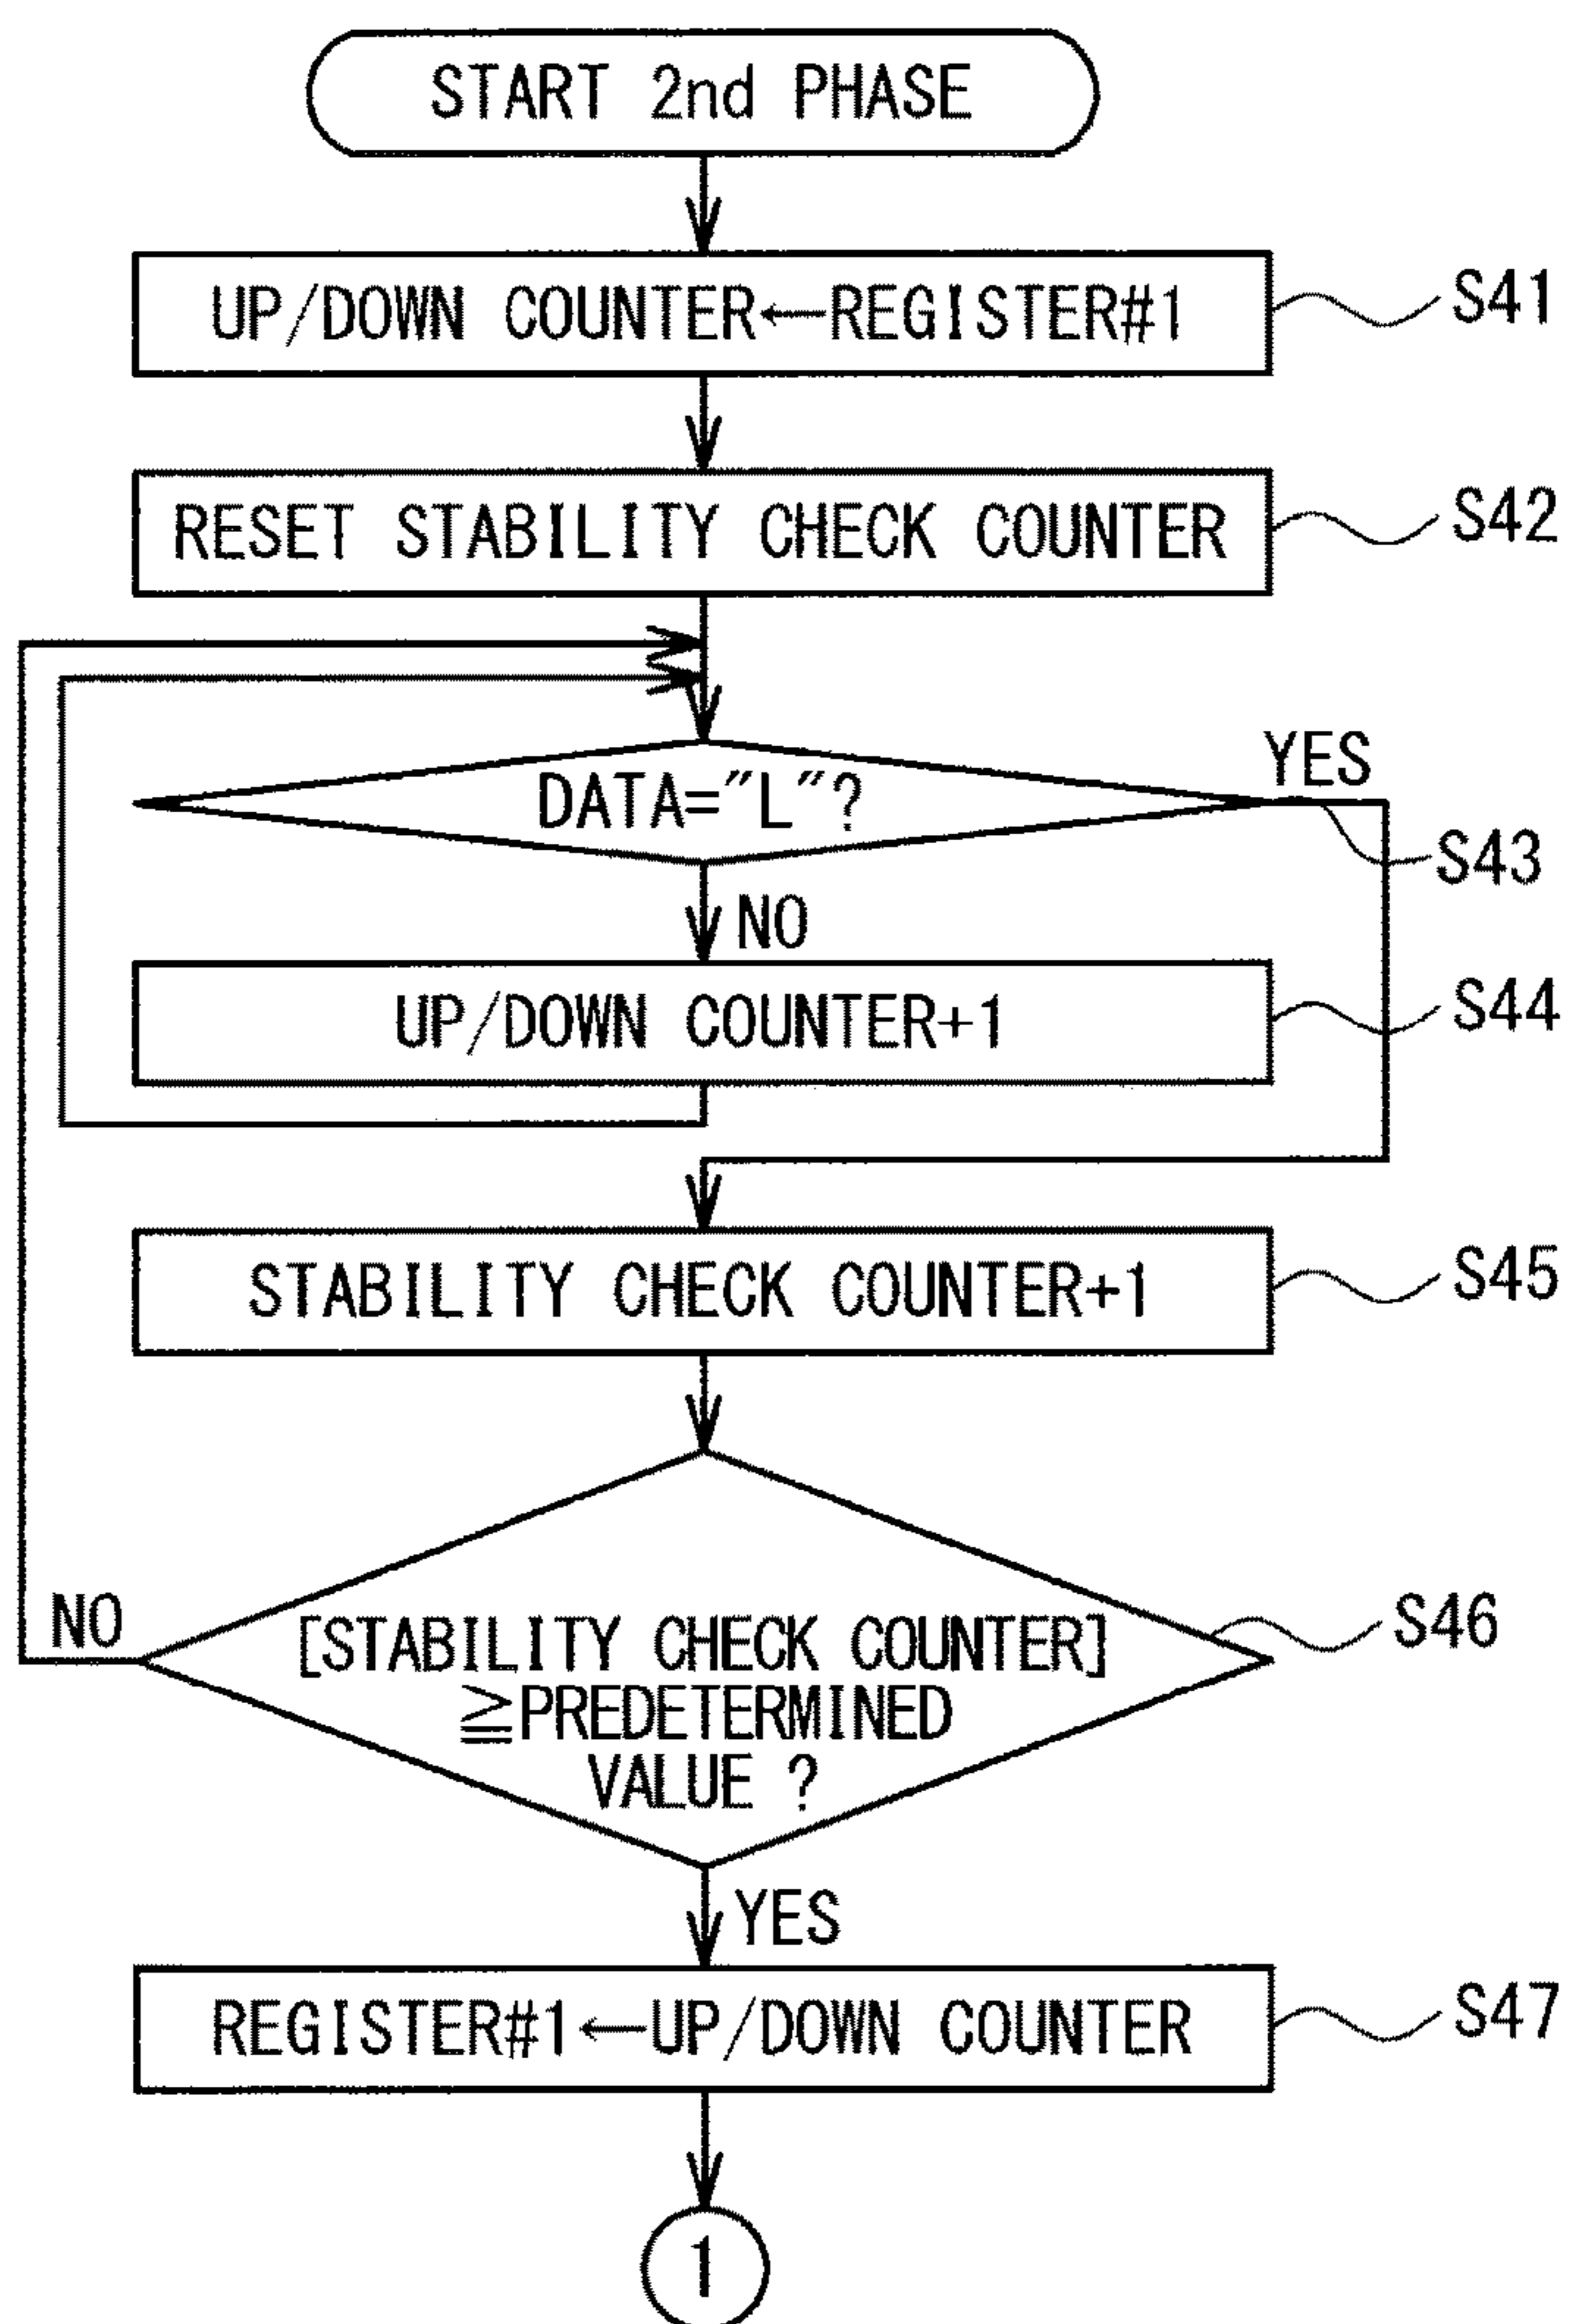 START 2nd PHASE
UP/DOWN COUNTER←REGISTER#1
S41
RESET STABILITY CHECK COUNTER
S42
DATA="L"?
YES
S43
NO
UP/DOWN COUNTER+1
S44
STABILITY CHECK COUNTER+1
S45
NO
[STABILITY CHECK COUNTER]
≧PREDETERMINED
VALUE ?
S46
YES
REGISTER#1←UP/DOWN COUNTER
S47
1